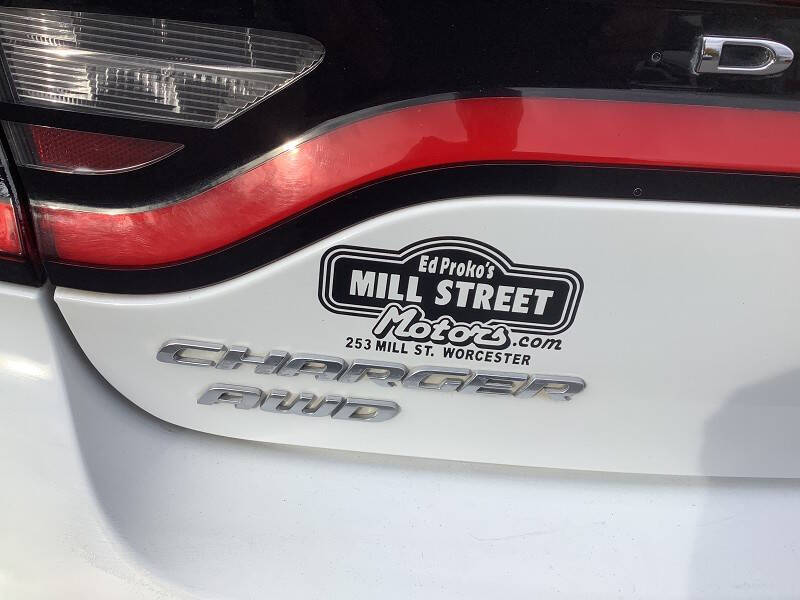 D
Ed Proko's
MILL STREET
Motors.com
253 MILL ST. WORCESTER
CHARGER
AWD